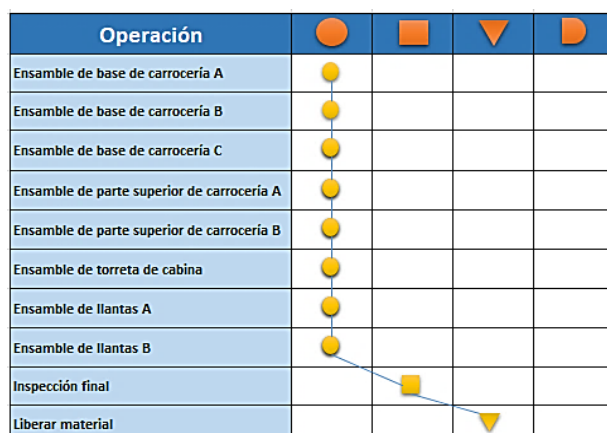 Operación
Ensamble de base de carrocería A
Ensamble de base de carrocería B
Ensamble de base de carrocería C
Ensamble de parte superior de carrocería A
Ensamble de parte superior de carrocería B
Ensamble de torreta de cabina
Ensamble de llantas A
Ensamble de llantas B
Inspección final
Liberar material